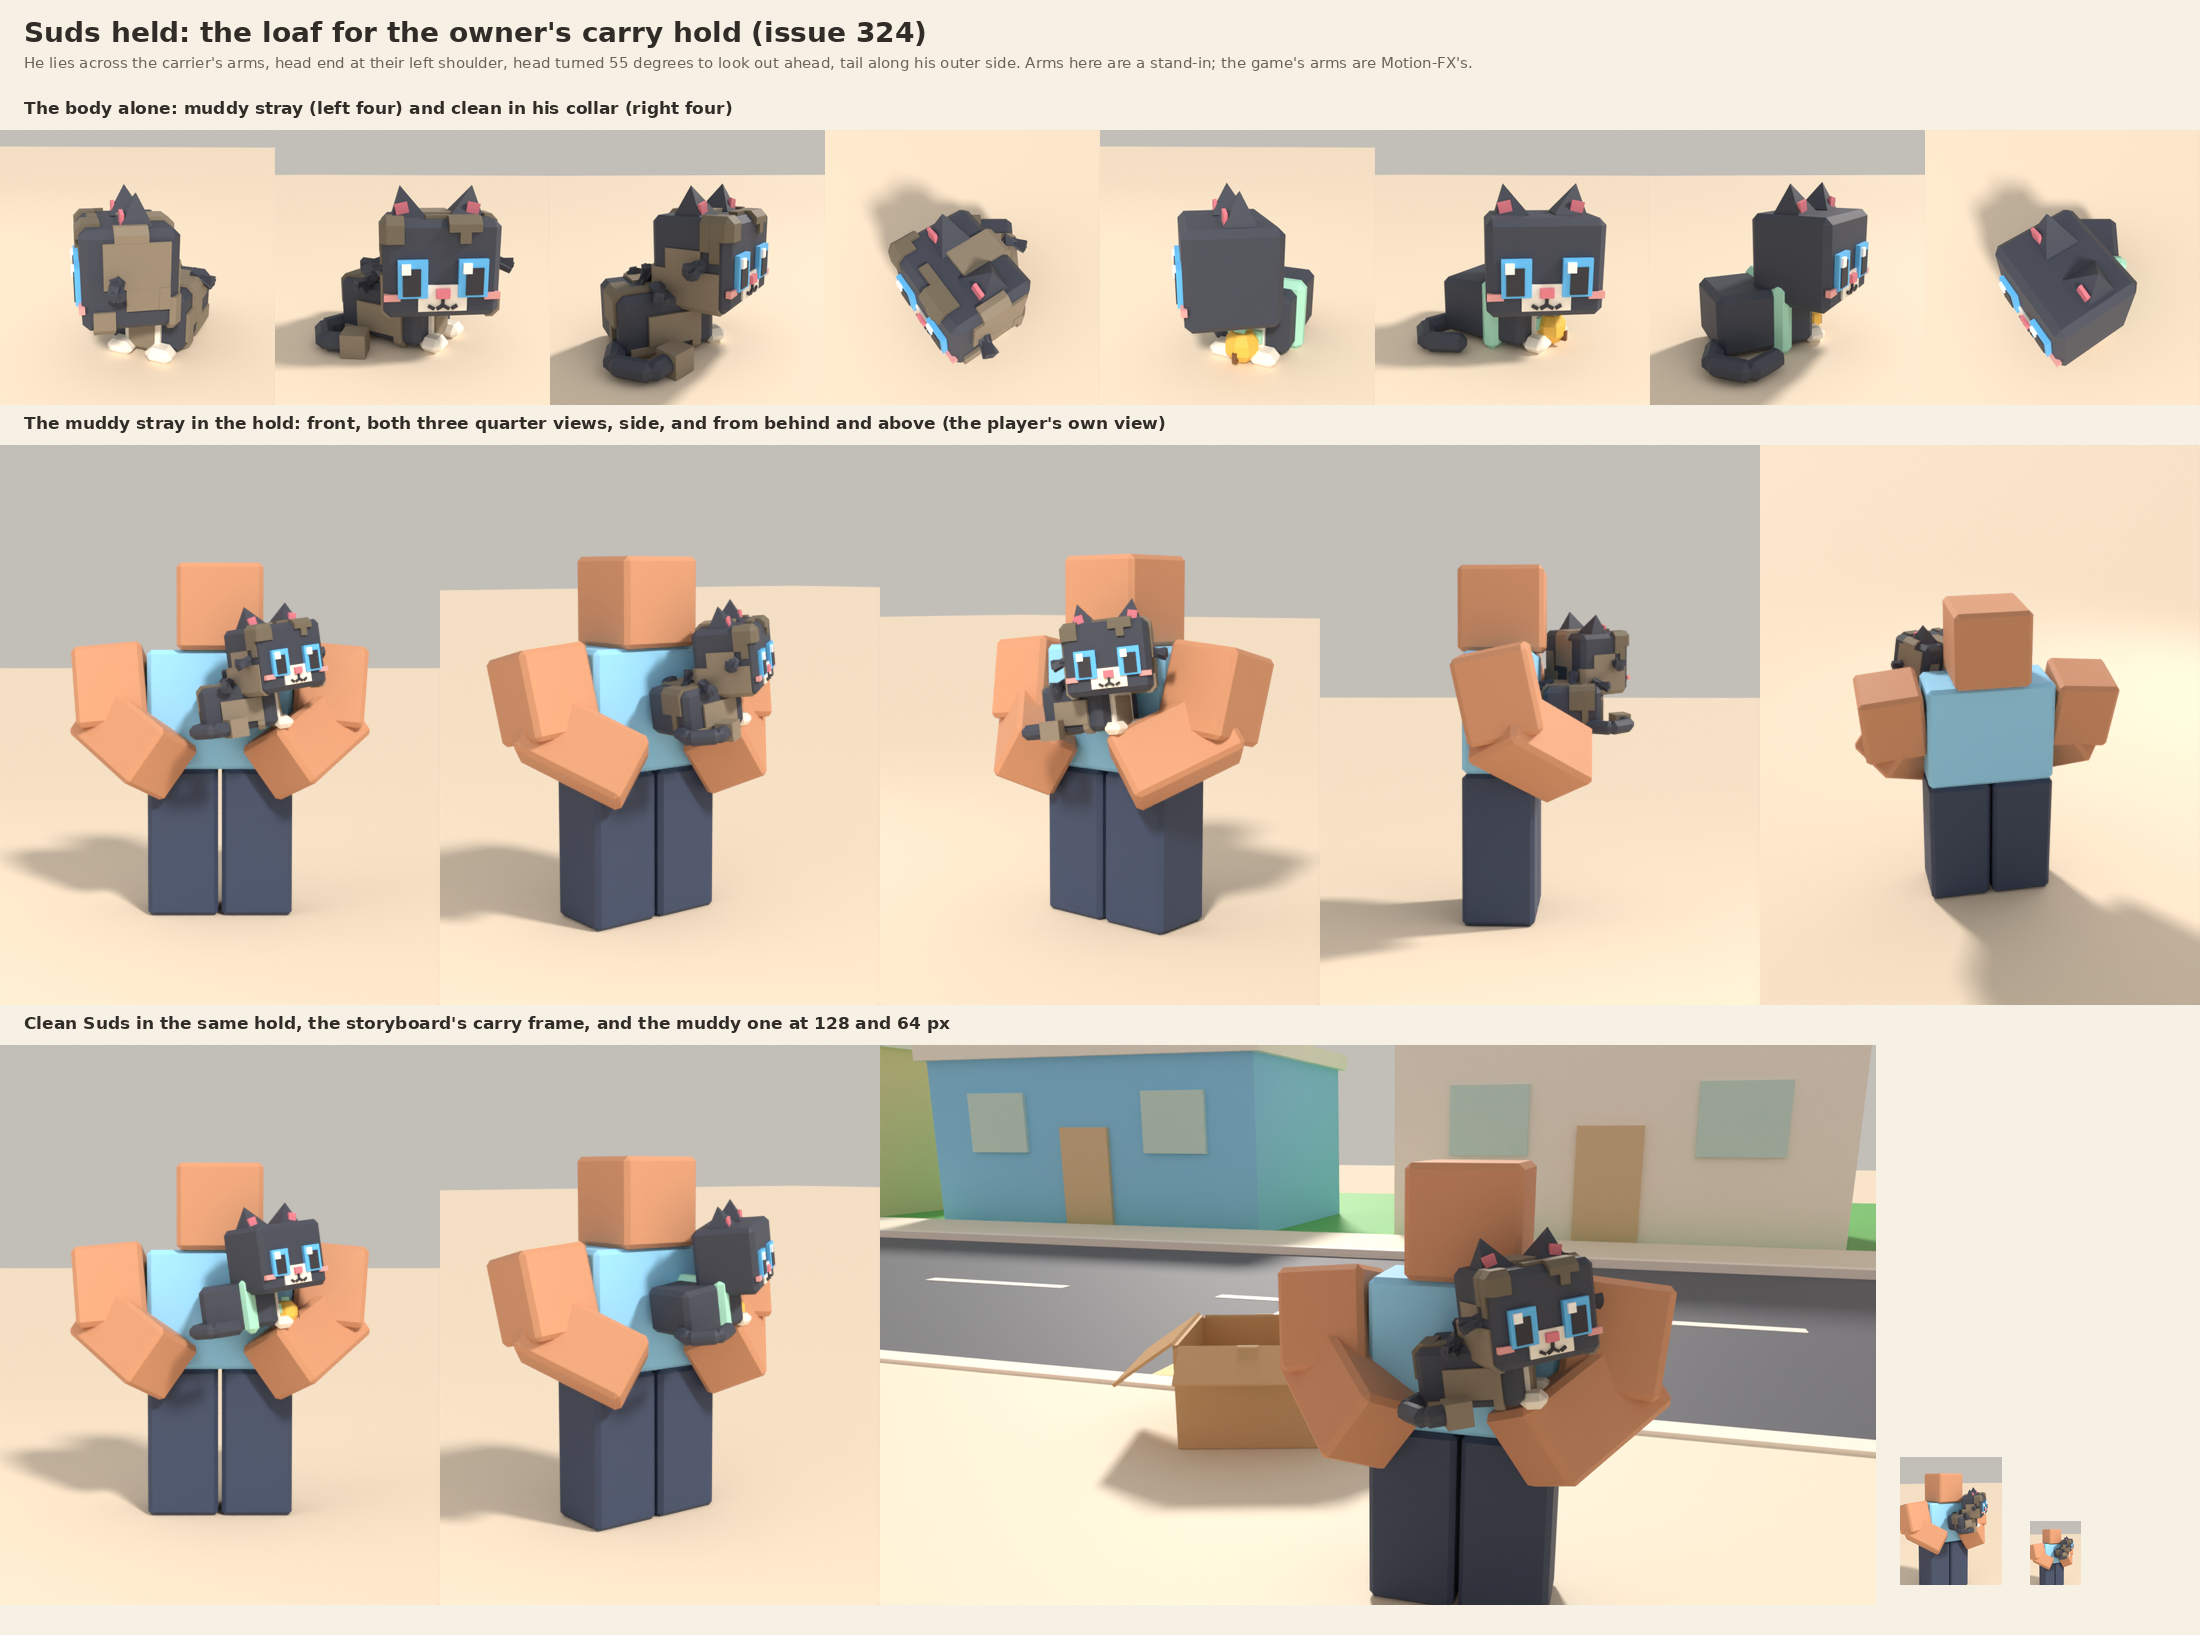 Suds held: the loaf for the owner's carry hold (issue 324)
He lies across the carrier's arms, head end at their left shoulder, head turned 55 degrees to look out ahead, tail along his outer side. Arms here are a stand-in; the game's arms are Motion-FX's.
The body alone: muddy stray (left four) and clean in his collar (right four)
The muddy stray in the hold: front, both three quarter views, side, and from behind and above (the player's own view)
Clean Suds in the same hold, the storyboard's carry frame, and the muddy one at 128 and 64 px